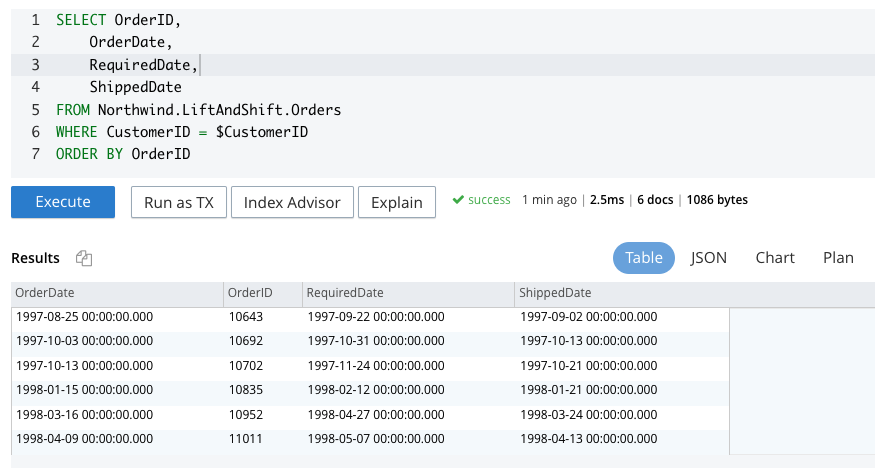 1 SELECT OrderID,
2 OrderDate,
3 RequiredDate,
4 ShippedDate
5 FROM Northwind.LiftAndShift.Orders
6 WHERE CustomerID = $CustomerID
7 ORDER BY OrderID
Execute Run as TX Index Advisor Explain success 1 min ago | 2.5ms | 6 docs | 1086 bytes
Results Table JSON Chart Plan
OrderDate OrderID RequiredDate ShippedDate
1997-08-25 00:00:00.000 10643 1997-09-22 00:00:00.000 1997-09-02 00:00:00.000
1997-10-03 00:00:00.000 10692 1997-10-31 00:00:00.000 1997-10-13 00:00:00.000
1997-10-13 00:00:00.000 10702 1997-11-24 00:00:00.000 1997-10-21 00:00:00.000
1998-01-15 00:00:00.000 10835 1998-02-12 00:00:00.000 1998-01-21 00:00:00.000
1998-03-16 00:00:00.000 10952 1998-04-27 00:00:00.000 1998-03-24 00:00:00.000
1998-04-09 00:00:00.000 11011 1998-05-07 00:00:00.000 1998-04-13 00:00:00.000